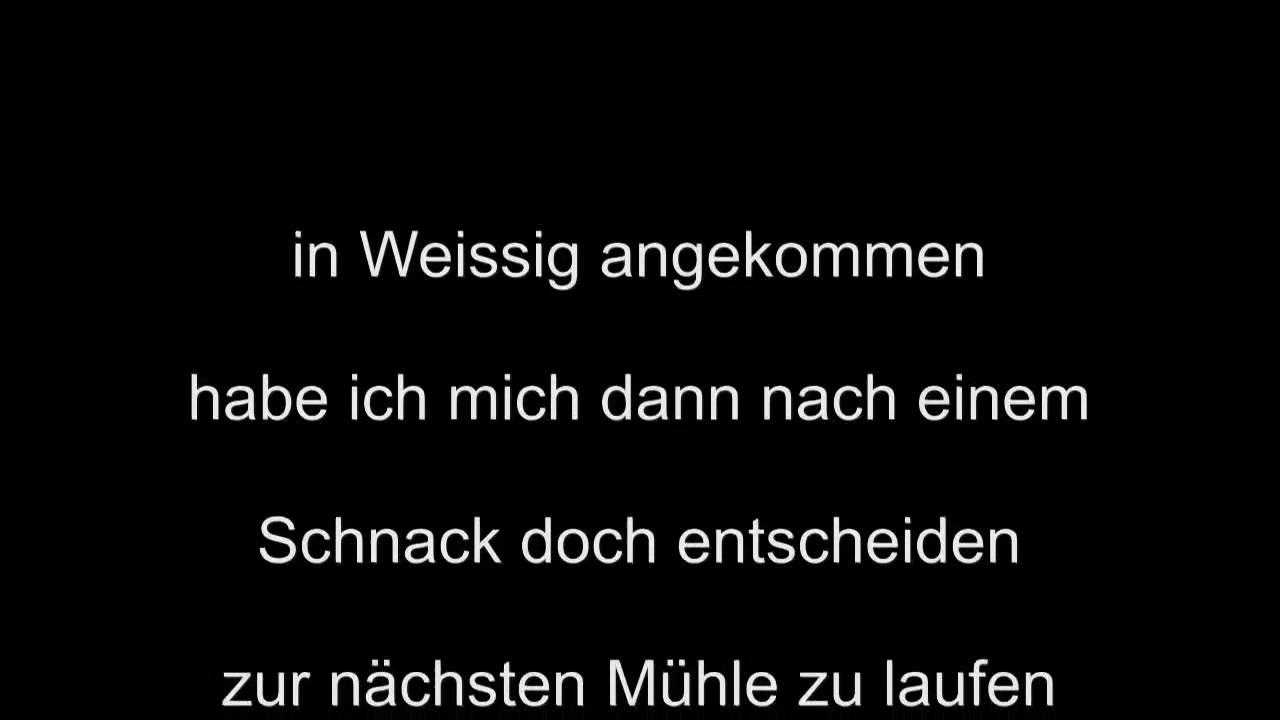 in Weissig angekommen
habe ich mich dann nach einem
Schnack doch entscheiden
zur nächsten Mühle zu laufen